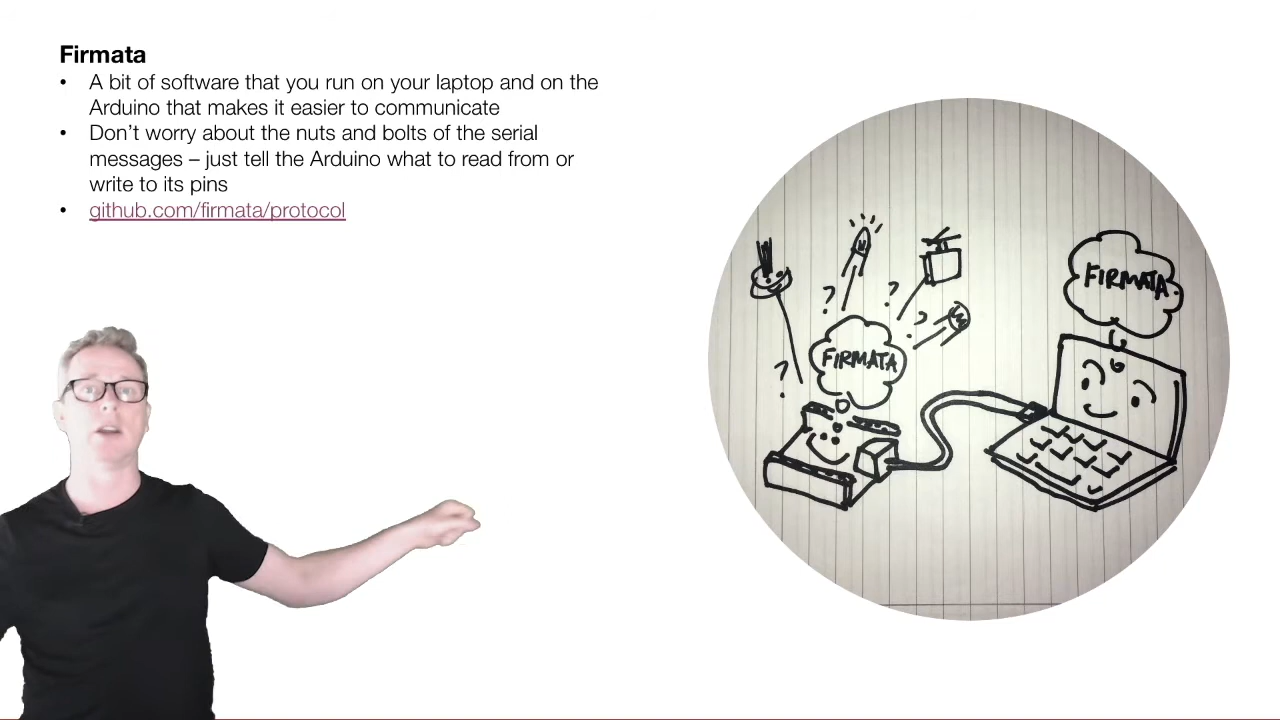 Firmata
• A bit of software that you run on your laptop and on the
Arduino that makes it easier to communicate
• Don't worry about the nuts and bolts of the serial
messages – just tell the Arduino what to read from or
write to its pins
• github.com/firmata/protocol
FIRMATA
?
?
?
?
FIRMATA